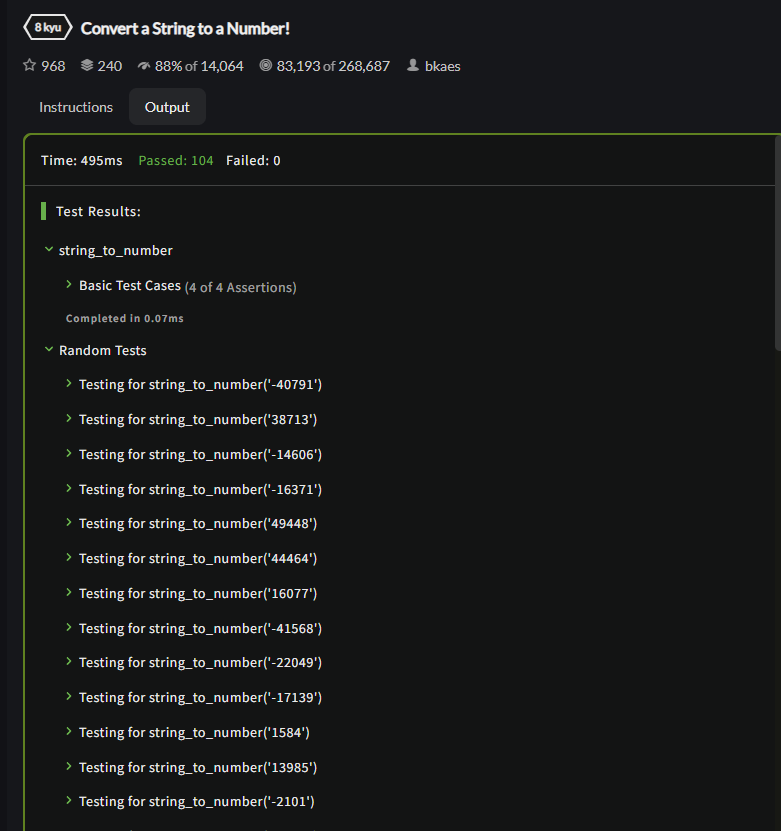 8 kyu Convert a String to a Number!
968 240 88% of 14,064 83,193 of 268,687 bkaes
Instructions Output
Time: 495ms Passed: 104 Failed: 0
Test Results:
string_to_number
Basic Test Cases (4 of 4 Assertions)
Completed in 0.07ms
Random Tests
Testing for string_to_number('-40791')
Testing for string_to_number('38713')
Testing for string_to_number('-14606')
Testing for string_to_number('-16371')
Testing for string_to_number('49448')
Testing for string_to_number('44464')
Testing for string_to_number('16077')
Testing for string_to_number('-41568')
Testing for string_to_number('-22049')
Testing for string_to_number('-17139')
Testing for string_to_number('1584')
Testing for string_to_number('13985')
Testing for string_to_number('-2101')